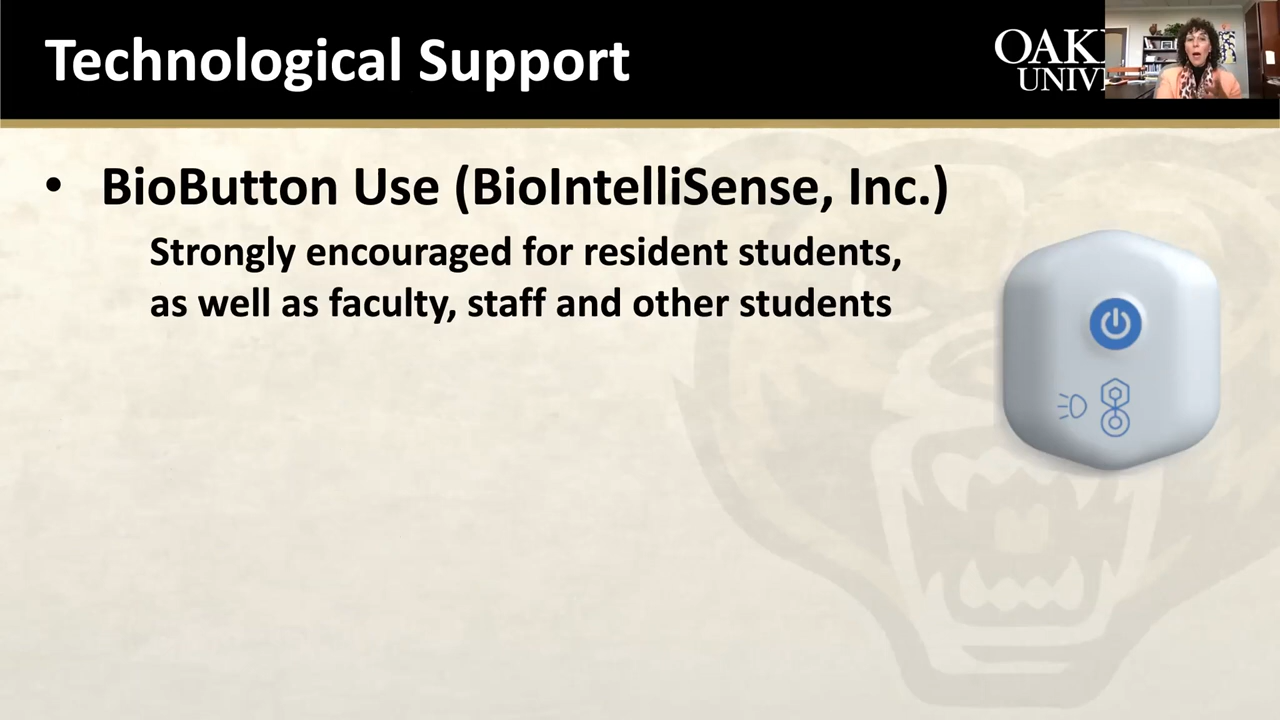 Technological Support
OAK
UNIV
• BioButton Use (BioIntelliSense, Inc.)
Strongly encouraged for resident students,
as well as faculty, staff and other students